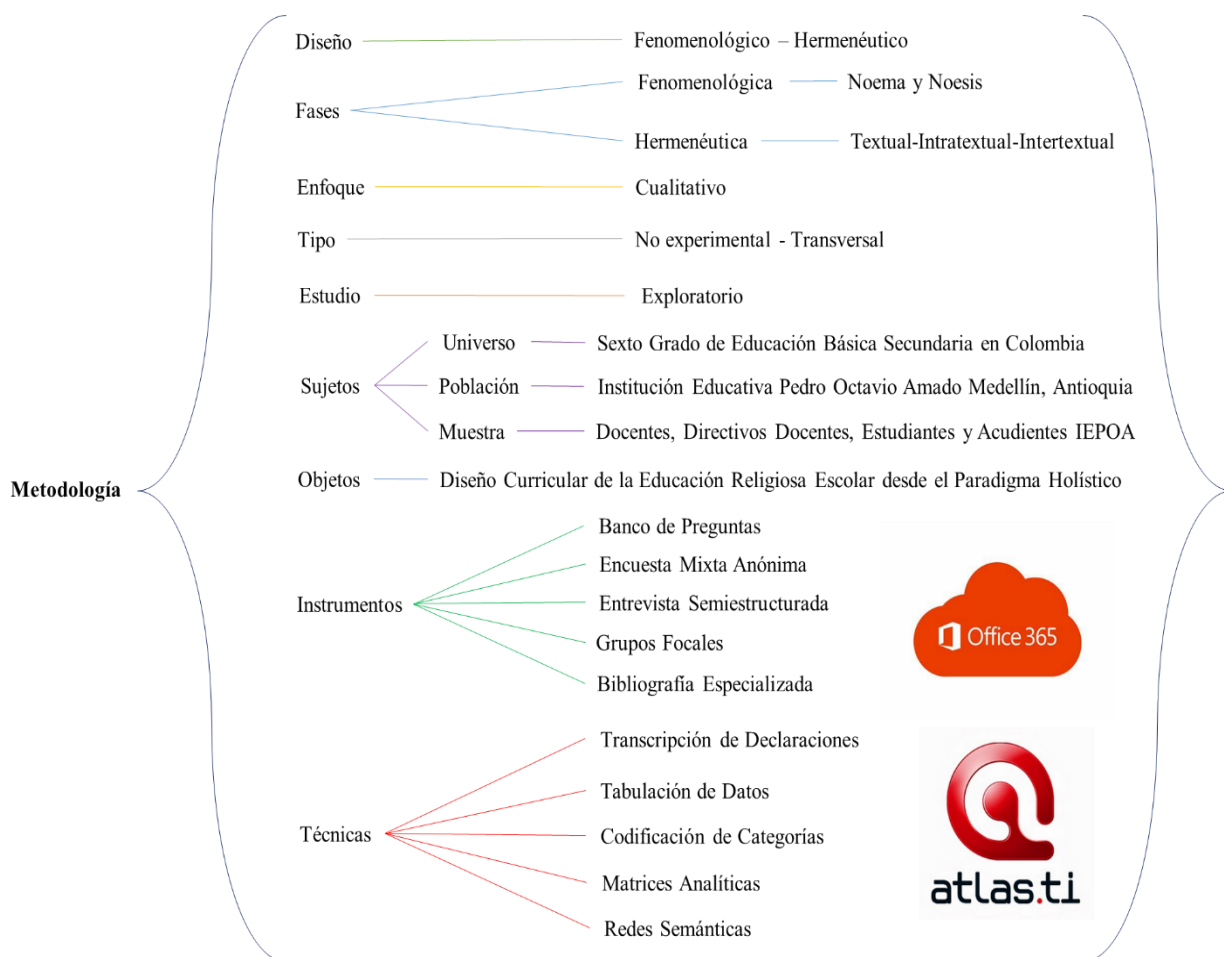 Diseño
Fenomenológico – Hermenéutico
Fases
Fenomenológica
Noema y Noesis
Hermenéutica
Textual-Intratextual-Intertextual
Enfoque
Cualitativo
Tipo
No experimental - Transversal
Estudio
Exploratorio
Sujetos
Universo
Sexto Grado de Educación Básica Secundaria en Colombia
Población
Institución Educativa Pedro Octavio Amado Medellín, Antioquia
Muestra
Docentes, Directivos Docentes, Estudiantes y Acudientes IEPOA
Metodología
Objetos
Diseño Curricular de la Educación Religiosa Escolar desde el Paradigma Holístico
Instrumentos
Banco de Preguntas
Encuesta Mixta Anónima
Entrevista Semiestructurada
Grupos Focales
Bibliografía Especializada
Office 365
Técnicas
Transcripción de Declaraciones
Tabulación de Datos
Codificación de Categorías
Matrices Analíticas
Redes Semánticas
atlas.ti